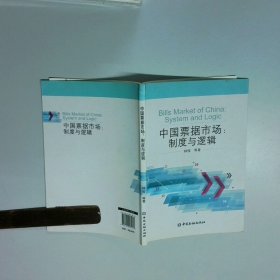 Bills Market of China:
System and Logic
中国票据市场:
制度与逻辑
中国票据市场:制度与逻辑
Bills Market of China:
System and Logic
中国票据市场:
制度与逻辑